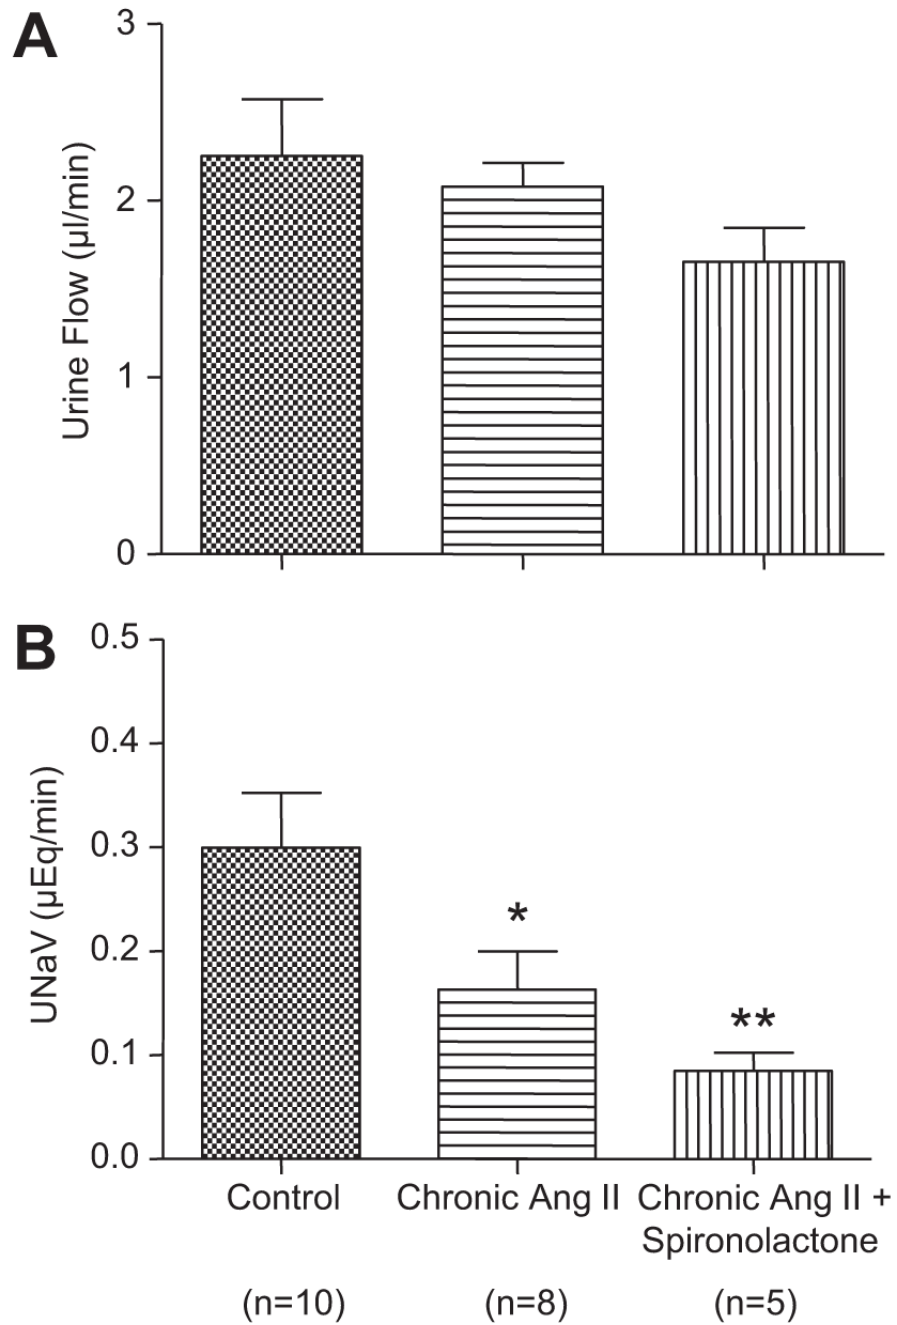 A
3
2
1
0
Urine Flow (μl/min)
B
0.5
0.4
0.3
0.2
0.1
0.0
UNaV (μEq/min)
*
**
Control Chronic Ang II Chronic Ang II +
Spironolactone
(n=10) (n=8) (n=5)